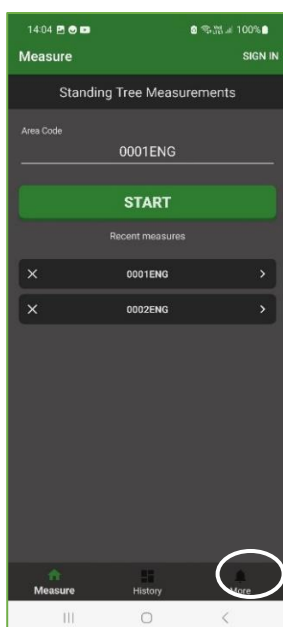 14:04 100%
Measure SIGN IN
Standing Tree Measurements
Area Code
0001ENG
START
Recent measures
0001ENG
0002ENG
Measure History More